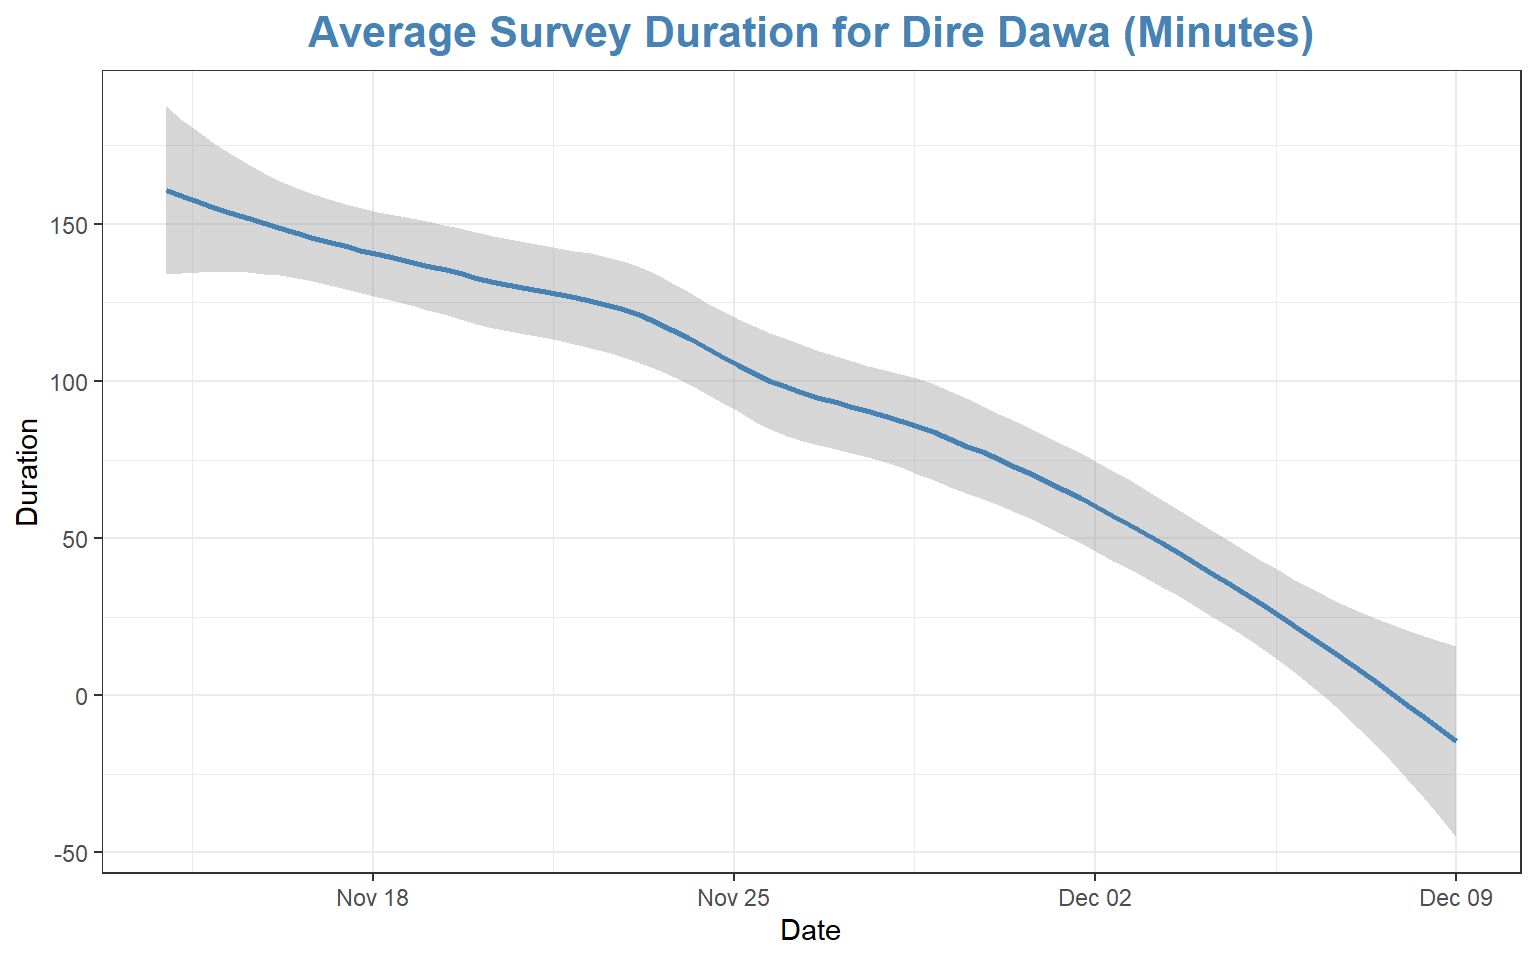 Average Survey Duration for Dire Dawa (Minutes)
150
100
50
0
-50
Duration
Nov 18
Nov 25
Dec 02
Dec 09
Date